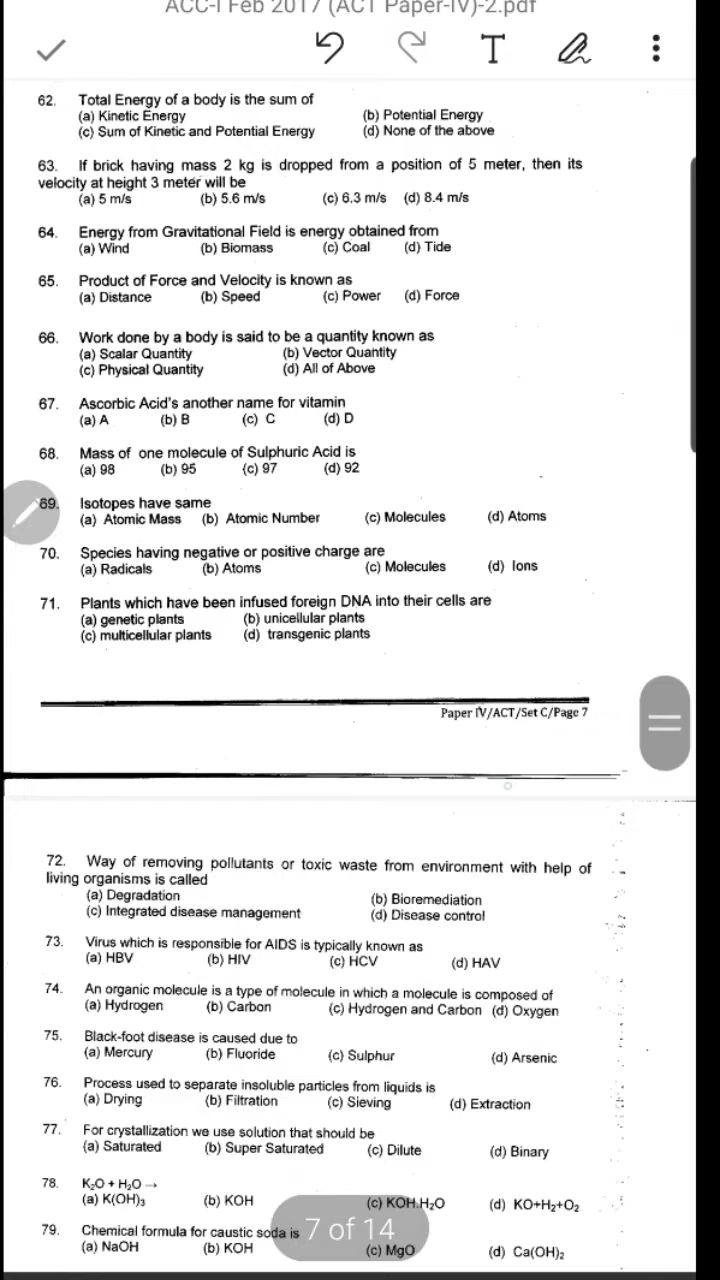 ACC-I Feb 2017 (ACT Paper-IV)-2.pdf
T
62. Total Energy of a body is the sum of
(a) Kinetic Energy (b) Potential Energy
(c) Sum of Kinetic and Potential Energy (d) None of the above
63. If brick having mass 2 kg is dropped from a position of 5 meter, then its
velocity at height 3 meter will be
(a) 5 m/s (b) 5.6 m/s (c) 6.3 m/s (d) 8.4 m/s
64. Energy from Gravitational Field is energy obtained from
(a) Wind (b) Biomass (c) Coal (d) Tide
65. Product of Force and Velocity is known as
(a) Distance (b) Speed (c) Power (d) Force
66. Work done by a body is said to be a quantity known as
(a) Scalar Quantity (b) Vector Quantity
(c) Physical Quantity (d) All of Above
67. Ascorbic Acid's another name for vitamin
(a) A (b) B (c) C (d) D
68. Mass of one molecule of Sulphuric Acid is
(a) 98 (b) 95 (c) 97 (d) 92
69. Isotopes have same
(a) Atomic Mass (b) Atomic Number (c) Molecules (d) Atoms
70. Species having negative or positive charge are
(a) Radicals (b) Atoms (c) Molecules (d) Ions
71. Plants which have been infused foreign DNA into their cells are
(a) genetic plants (b) unicellular plants
(c) multicellular plants (d) transgenic plants
Paper IV/ACT/Set C/Page 7
72. Way of removing pollutants or toxic waste from environment with help of
living organisms is called
(a) Degradation (b) Bioremediation
(c) Integrated disease management (d) Disease control
73. Virus which is responsible for AIDS is typically known as
(a) HBV (b) HIV (c) HCV (d) HAV
74. An organic molecule is a type of molecule in which a molecule is composed of
(a) Hydrogen (b) Carbon (c) Hydrogen and Carbon (d) Oxygen
75. Black-foot disease is caused due to
(a) Mercury (b) Fluoride (c) Sulphur (d) Arsenic
76. Process used to separate insoluble particles from liquids is
(a) Drying (b) Filtration (c) Sieving (d) Extraction
77. For crystallization we use solution that should be
(a) Saturated (b) Super Saturated (c) Dilute (d) Binary
78. K₂O + H₂O →
(a) K(OH)₃ (b) KOH (c) KOH.H₂O (d) KO+H₂+O₂
79. Chemical formula for caustic soda is
7 of 14
(a) NaOH (b) KOH (c) MgO (d) Ca(OH)₂